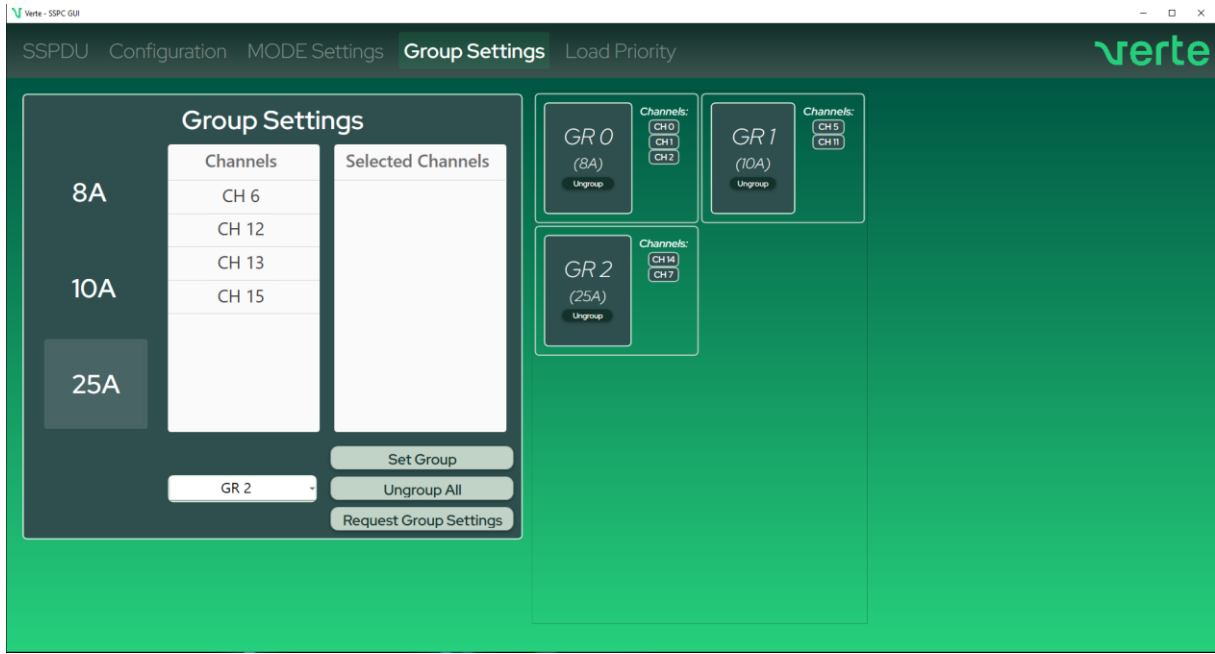 Verte - SSPC GUI
SSPDU Configuration MODE Settings Group Settings Load Priority
verte
Group Settings
8A
10A
25A
Channels
CH 6
CH 12
CH 13
CH 15
Selected Channels
GR 2
Set Group
Ungroup All
Request Group Settings
GR 0
(8A)
Ungroup
Channels:
CH 0
CH 1
CH 2
GR 1
(10A)
Ungroup
Channels:
CH 5
CH 11
GR 2
(25A)
Ungroup
Channels:
CH 14
CH 7